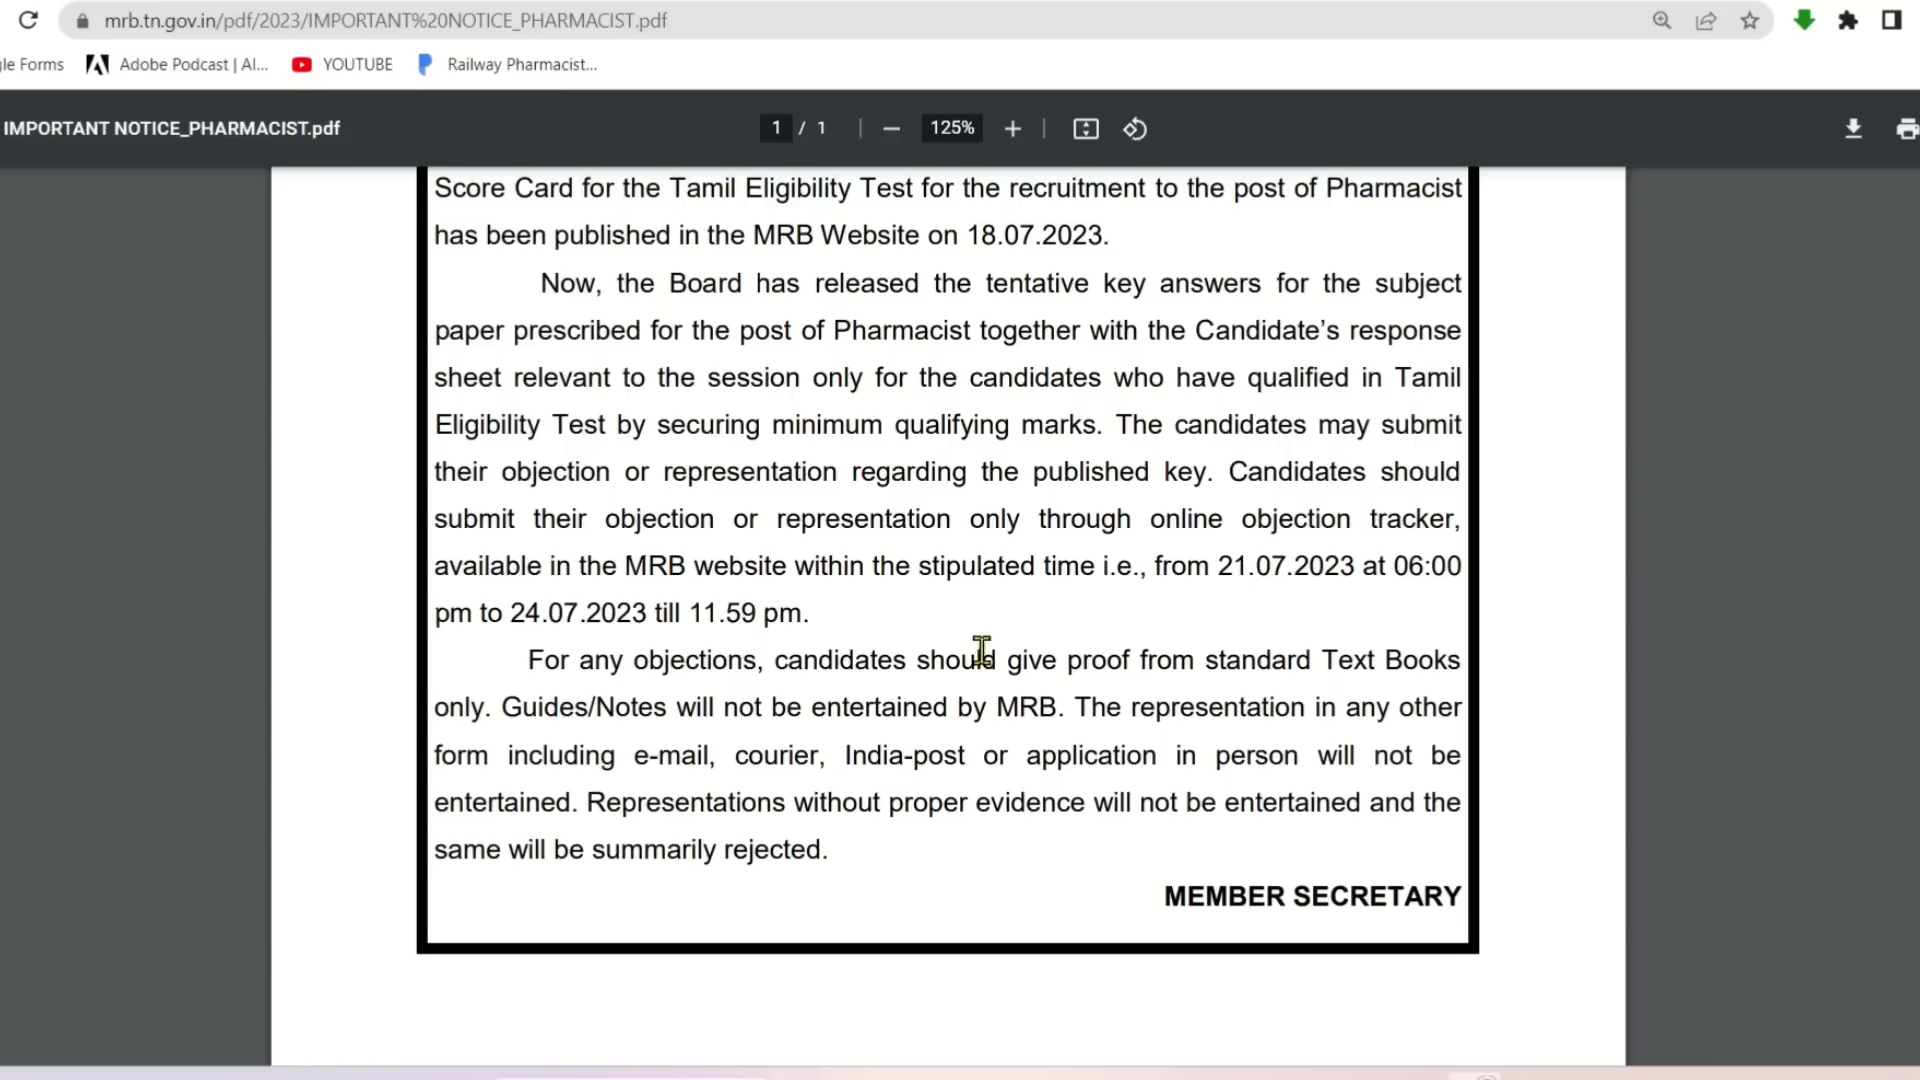 mrb.tn.gov.in/pdf/2023/IMPORTANT%20NOTICE_PHARMACIST.pdf
le Forms Adobe Podcast | AI... YOUTUBE Railway Pharmacist...
IMPORTANT NOTICE_PHARMACIST.pdf 1 / 1 125%
Score Card for the Tamil Eligibility Test for the recruitment to the post of Pharmacist
has been published in the MRB Website on 18.07.2023.
Now, the Board has released the tentative key answers for the subject
paper prescribed for the post of Pharmacist together with the Candidate’s response
sheet relevant to the session only for the candidates who have qualified in Tamil
Eligibility Test by securing minimum qualifying marks. The candidates may submit
their objection or representation regarding the published key. Candidates should
submit their objection or representation only through online objection tracker,
available in the MRB website within the stipulated time i.e., from 21.07.2023 at 06:00
pm to 24.07.2023 till 11.59 pm.
For any objections, candidates should give proof from standard Text Books
only. Guides/Notes will not be entertained by MRB. The representation in any other
form including e-mail, courier, India-post or application in person will not be
entertained. Representations without proper evidence will not be entertained and the
same will be summarily rejected.
MEMBER SECRETARY